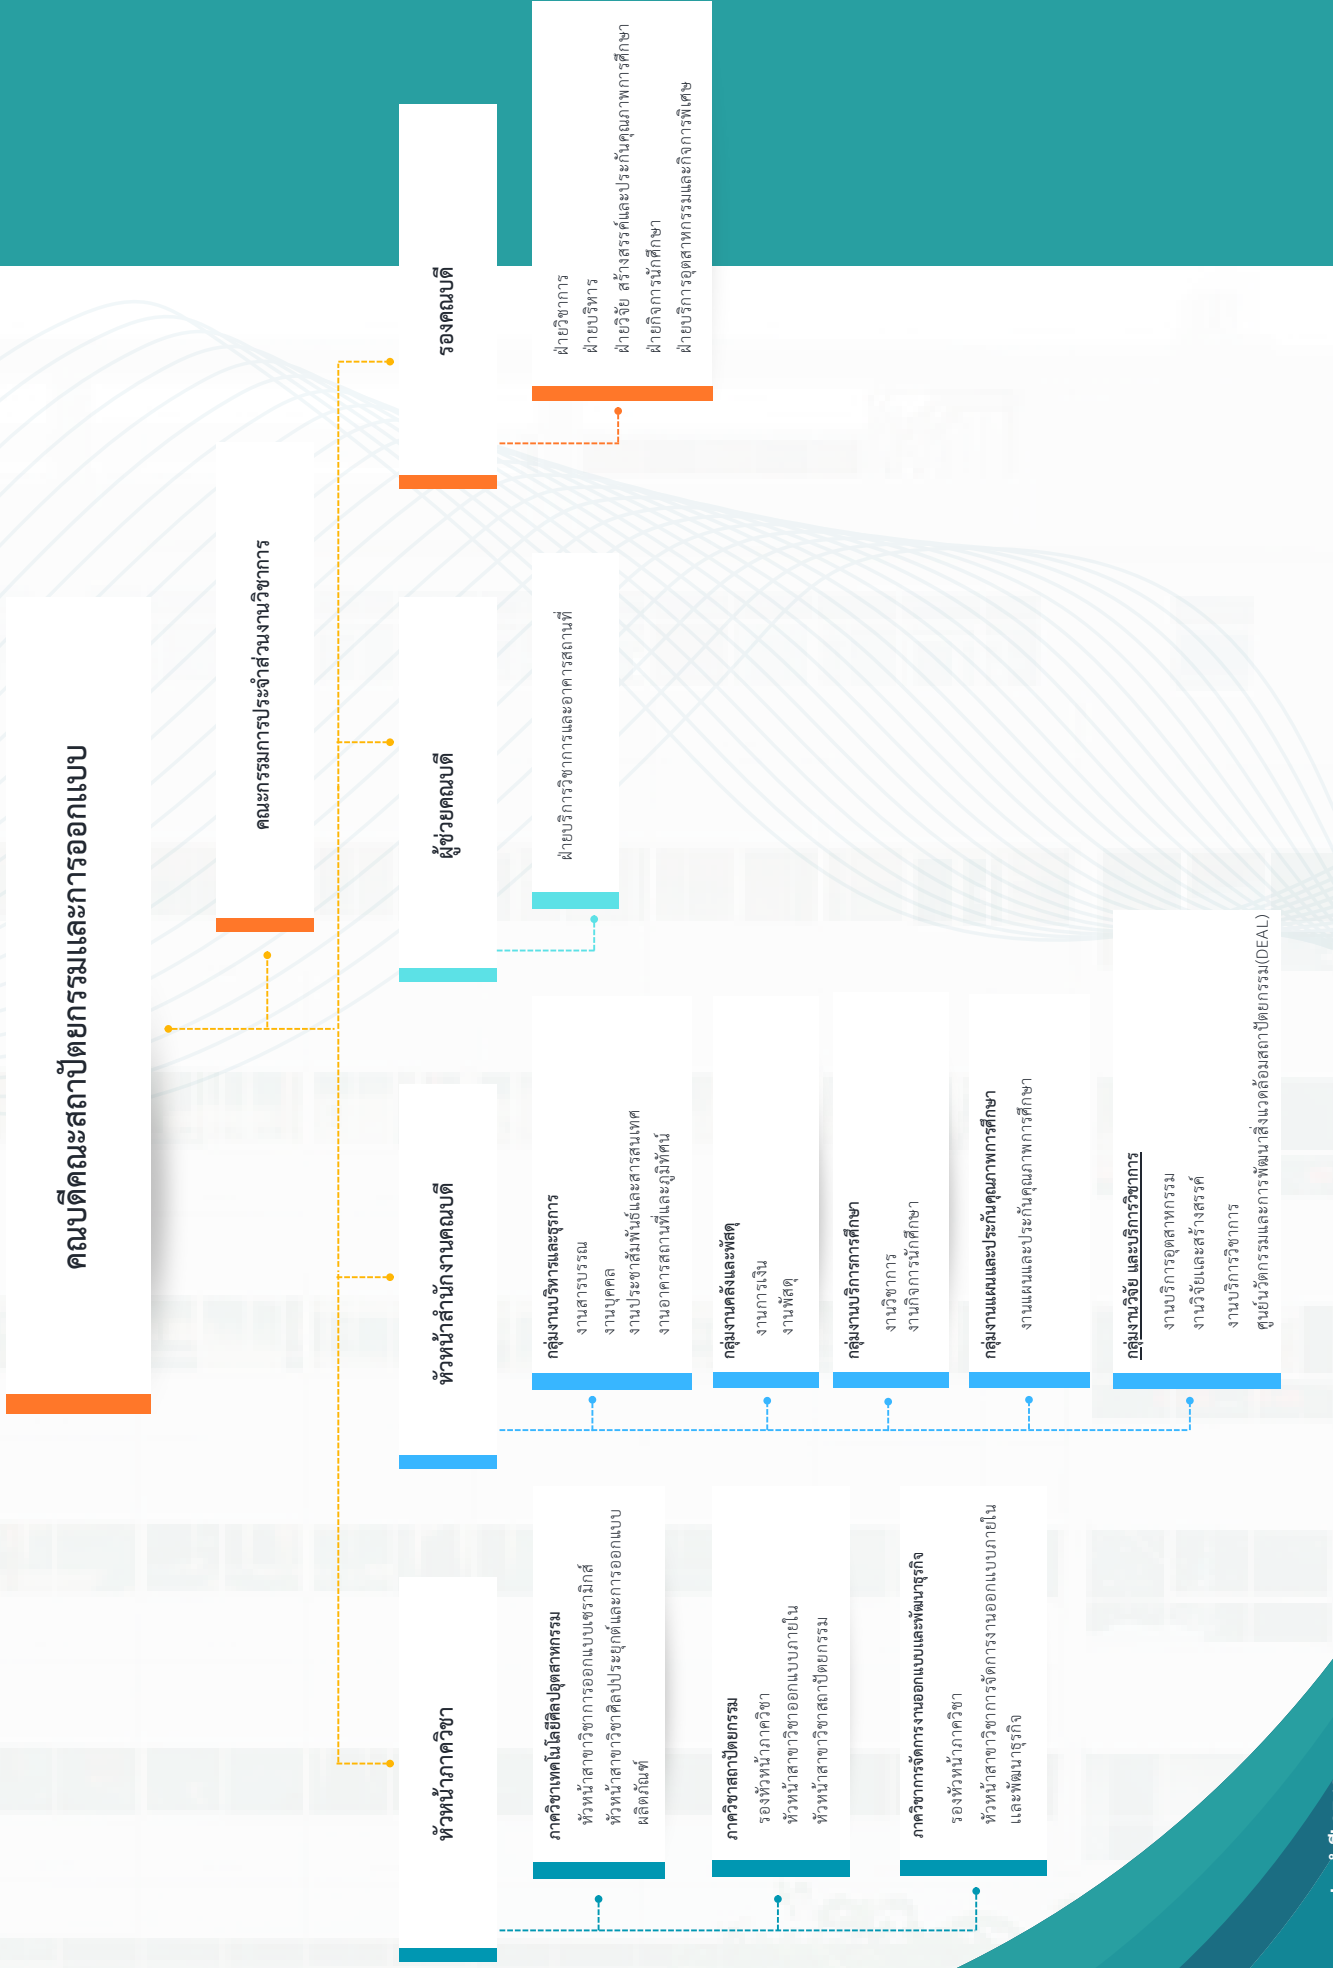 คณบดีคณะสถาปัตยกรรมและการออกแบบ
คณะกรรมการประจำส่วนงานวิชาการ
หัวหน้าภาควิชา
ภาควิชาเทคโนโลยีศิลปอุตสาหกรรม
หัวหน้าสาขาวิชาการออกแบบเซรามิกส์
หัวหน้าสาขาวิชาศิลปประยุกต์และการออกแบบ
ผลิตภัณฑ์
ภาควิชาสถาปัตยกรรม
รองหัวหน้าภาควิชา
หัวหน้าสาขาวิชาออกแบบภายใน
หัวหน้าสาขาวิชาสถาปัตยกรรม
ภาควิชาการจัดการงานออกแบบและพัฒนาธุรกิจ
รองหัวหน้าภาควิชา
หัวหน้าสาขาวิชาการจัดการงานออกแบบภายใน
และพัฒนาธุรกิจ
หัวหน้าสำนักงานคณบดี
กลุ่มงานบริหารและธุรการ
งานสารบรรณ
งานบุคคล
งานประชาสัมพันธ์และสารสนเทศ
งานอาคารสถานที่และภูมิทัศน์
กลุ่มงานคลังและพัสดุ
งานการเงิน
งานพัสดุ
กลุ่มงานบริการการศึกษา
งานวิชาการ
งานกิจการนักศึกษา
กลุ่มงานแผนและประกันคุณภาพการศึกษา
งานแผนและประกันคุณภาพการศึกษา
กลุ่มงานวิจัย และบริการวิชาการ
งานบริการอุตสาหกรรม
งานวิจัยและสร้างสรรค์
งานบริการวิชาการ
ศูนย์นวัตกรรมและการพัฒนาสิ่งแวดล้อมสถาปัตยกรรม(DEAL)
ผู้ช่วยคณบดี
ฝ่ายบริการวิชาการและอาคารสถานที่
รองคณบดี
ฝ่ายวิชาการ
ฝ่ายบริหาร
ฝ่ายวิจัย สร้างสรรค์และประกันคุณภาพการศึกษา
ฝ่ายกิจการนักศึกษา
ฝ่ายบริการอุตสาหกรรมและกิจการพิเศษ